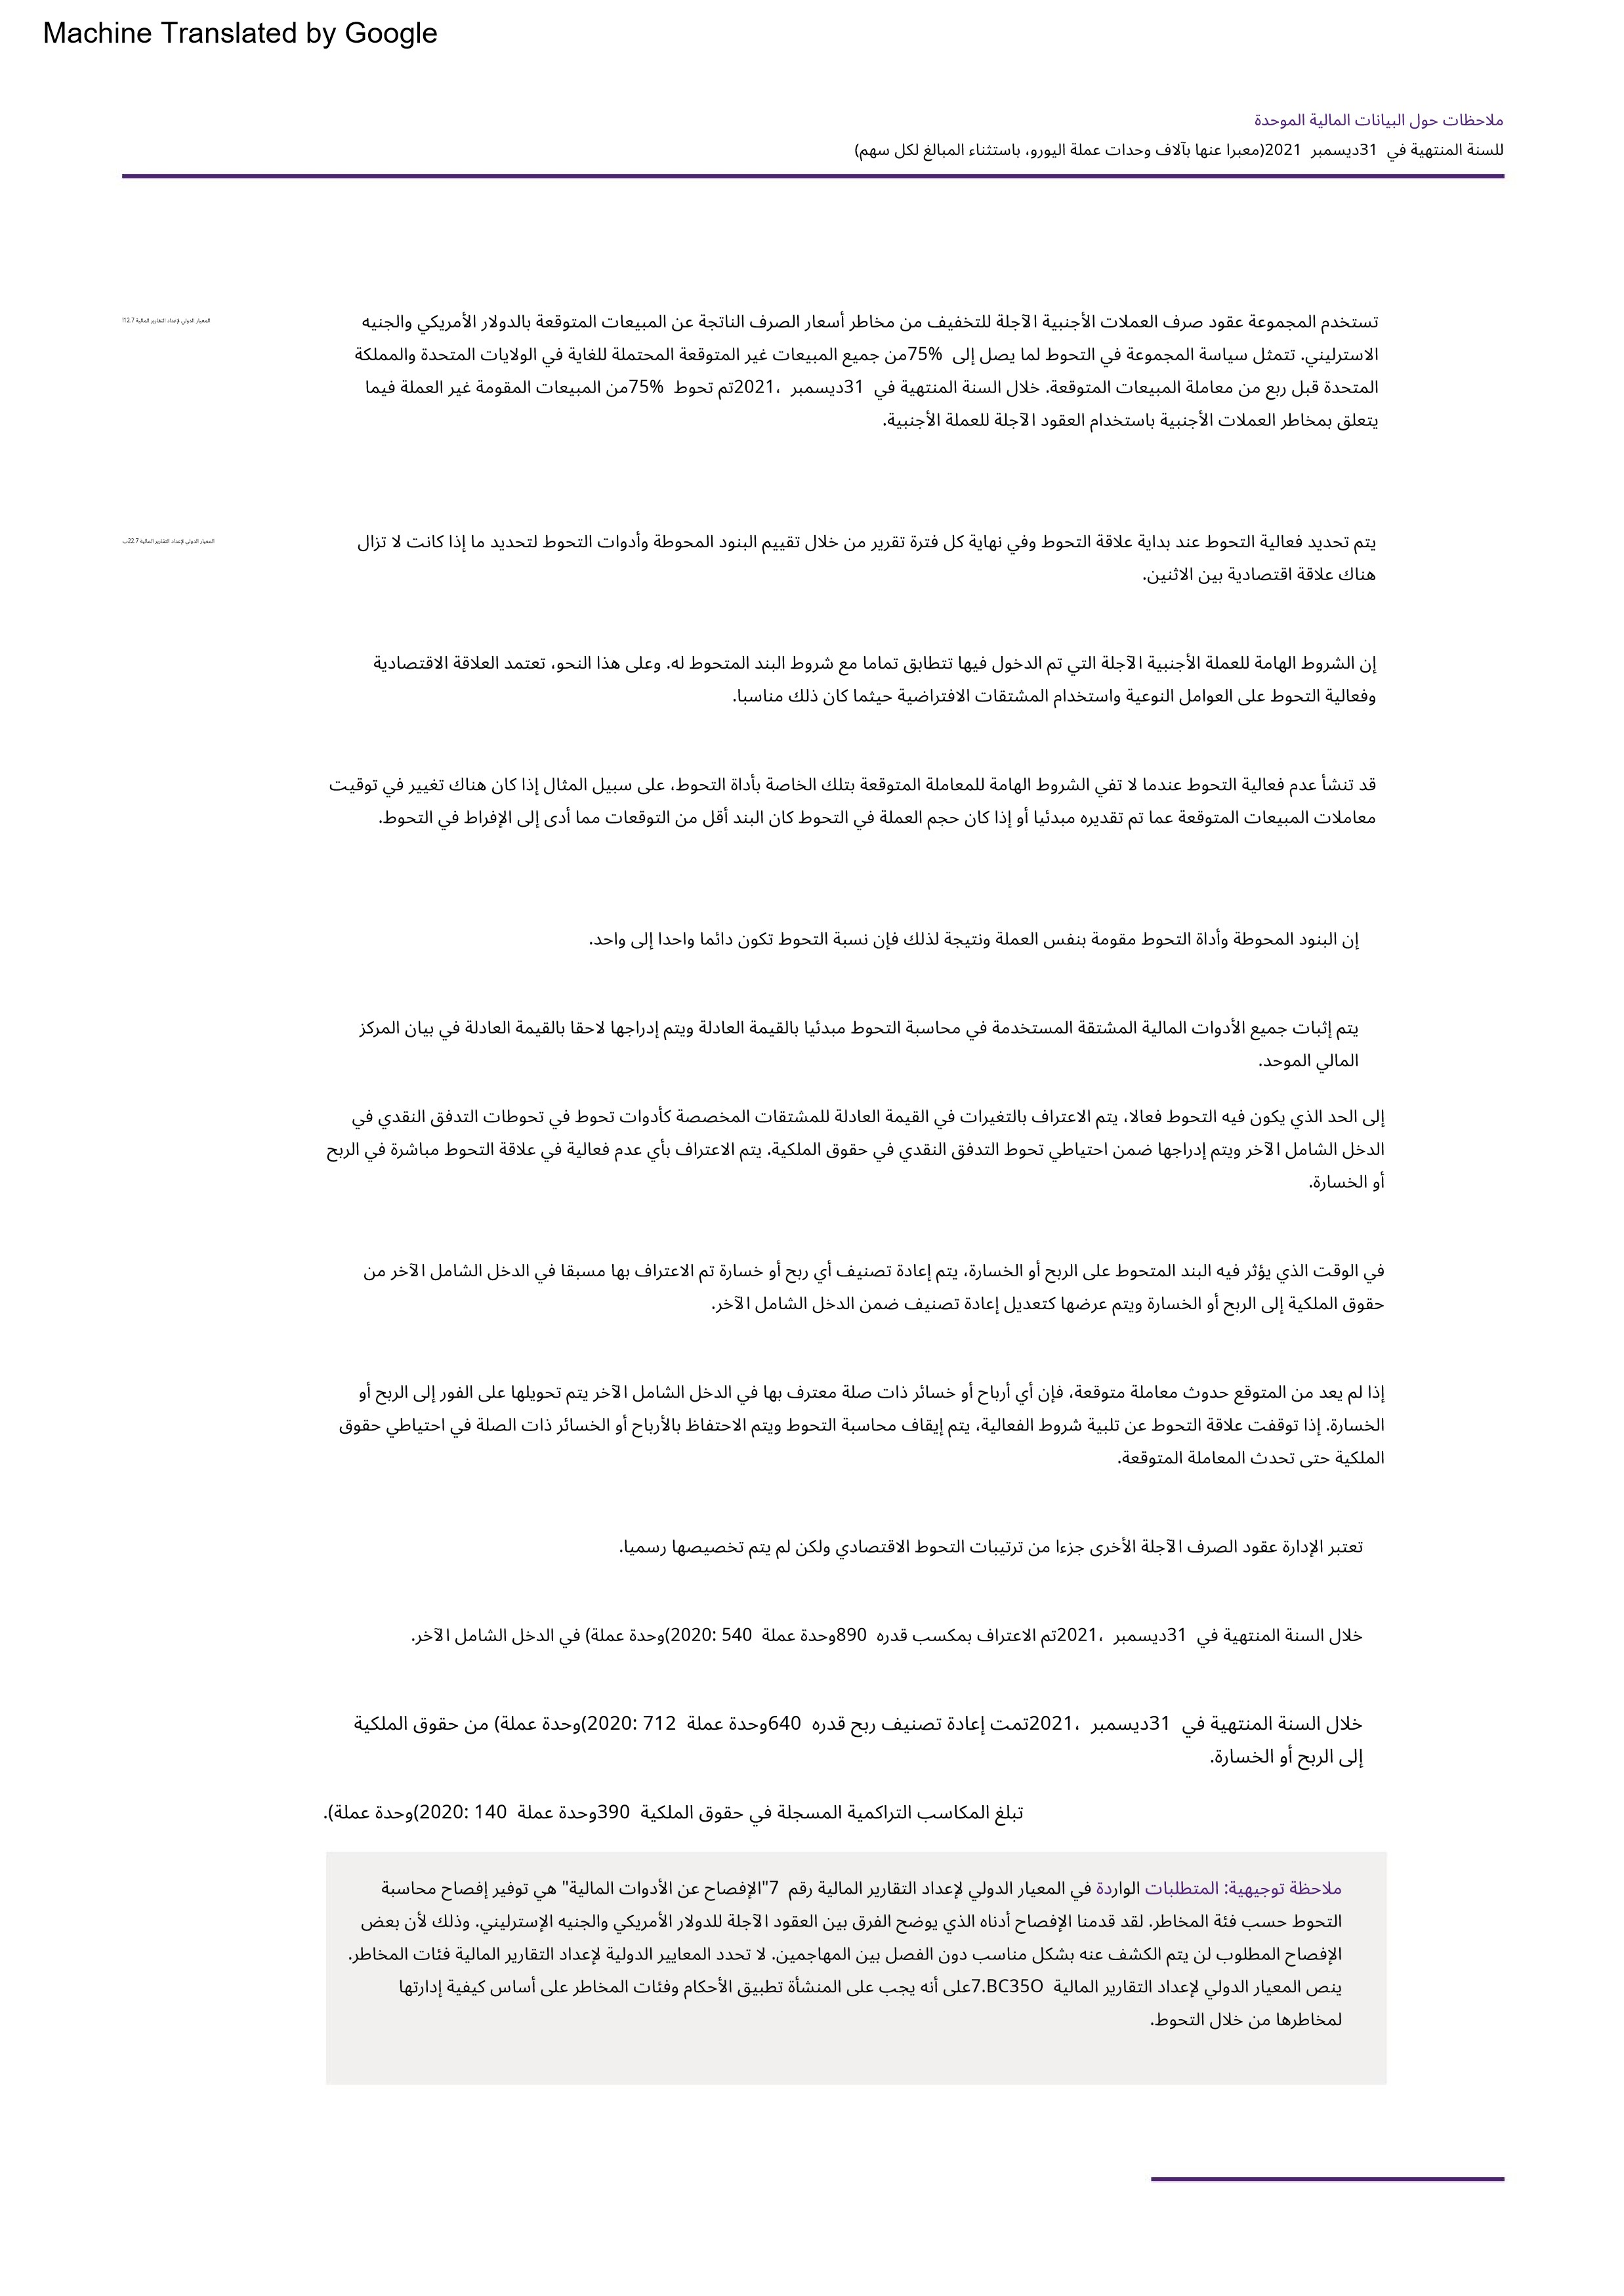 Machine Translated by Google
ملاحظات حول البيانات المالية الموحدة
للسنة المنتهية في 31ديسمبر 2021(معبرا عنها بآلاف وحدات عملة اليورو، باستثناء المبالغ لكل سهم)
المعيار الدولي لإعداد التقارير المالية 12.7أ
تستخدم المجموعة عقود صرف العملات الأجنبية الآجلة للتخفيف من مخاطر أسعار الصرف الناتجة عن المبيعات المتوقعة بالدولار الأمريكي والجنيه
الاسترليني. تتمثل سياسة المجموعة في التحوط لما يصل إلى %75من جميع المبيعات غير المتوقعة المحتملة للغاية في الولايات المتحدة والمملكة
المتحدة قبل ربع من معاملة المبيعات المتوقعة. خلال السنة المنتهية في 31ديسمبر 2021،تم تحوط %75من المبيعات المقومة غير العملة فيما
يتعلق بمخاطر العملات الأجنبية باستخدام العقود الآجلة للعملة الأجنبية.
المعيار الدولي لإعداد التقارير المالية 22.7ب
يتم تحديد فعالية التحوط عند بداية علاقة التحوط وفي نهاية كل فترة تقرير من خلال تقييم البنود المحوطة وأدوات التحوط لتحديد ما إذا كانت لا تزال
هناك علاقة اقتصادية بين الاثنين.
إن الشروط الهامة للعملة الأجنبية الآجلة التي تم الدخول فيها تتطابق تماما مع شروط البند المتحوط له. وعلى هذا النحو، تعتمد العلاقة الاقتصادية
وفعالية التحوط على العوامل النوعية واستخدام المشتقات الافتراضية حيثما كان ذلك مناسبا.
قد تنشأ عدم فعالية التحوط عندما لا تفي الشروط الهامة للمعاملة المتوقعة بتلك الخاصة بأداة التحوط، على سبيل المثال إذا كان هناك تغيير في توقيت
معاملات المبيعات المتوقعة عما تم تقديره مبدئيا أو إذا كان حجم العملة في التحوط كان البند أقل من التوقعات مما أدى إلى الإفراط في التحوط.
إن البنود المحوطة وأداة التحوط مقومة بنفس العملة ونتيجة لذلك فإن نسبة التحوط تكون دائما واحدا إلى واحد.
يتم إثبات جميع الأدوات المالية المشتقة المستخدمة في محاسبة التحوط مبدئيا بالقيمة العادلة ويتم إدراجها لاحقا بالقيمة العادلة في بيان المركز
المالي الموحد.
إلى الحد الذي يكون فيه التحوط فعالا، يتم الاعتراف بالتغيرات في القيمة العادلة للمشتقات المخصصة كأدوات تحوط في تحوطات التدفق النقدي في
الدخل الشامل الآخر ويتم إدراجها ضمن احتياطي تحوط التدفق النقدي في حقوق الملكية. يتم الاعتراف بأي عدم فعالية في علاقة التحوط مباشرة في الربح
أو الخسارة.
في الوقت الذي يؤثر فيه البند المتحوط على الربح أو الخسارة، يتم إعادة تصنيف أي ربح أو خسارة تم الاعتراف بها مسبقا في الدخل الشامل الآخر من
حقوق الملكية إلى الربح أو الخسارة ويتم عرضها كتعديل إعادة تصنيف ضمن الدخل الشامل الآخر.
إذا لم يعد من المتوقع حدوث معاملة متوقعة، فإن أي أرباح أو خسائر ذات صلة معترف بها في الدخل الشامل الآخر يتم تحويلها على الفور إلى الربح أو
الخسارة. إذا توقفت علاقة التحوط عن تلبية شروط الفعالية، يتم إيقاف محاسبة التحوط ويتم الاحتفاظ بالأرباح أو الخسائر ذات الصلة في احتياطي حقوق
الملكية حتى تحدث المعاملة المتوقعة.
تعتبر الإدارة عقود الصرف الآجلة الأخرى جزءا من ترتيبات التحوط الاقتصادي ولكن لم يتم تخصيصها رسميا.
خلال السنة المنتهية في 31ديسمبر 2021،تم الاعتراف بمكسب قدره 890وحدة عملة 540 :2020)وحدة عملة) في الدخل الشامل الآخر.
خلال السنة المنتهية في 31ديسمبر 2021،تمت إعادة تصنيف ربح قدره 640وحدة عملة 712 :2020)وحدة عملة) من حقوق الملكية
إلى الربح أو الخسارة.
تبلغ المكاسب التراكمية المسجلة في حقوق الملكية 390وحدة عملة 140 :2020)وحدة عملة).
ملاحظة توجيهية: المتطلبات الواردة في المعيار الدولي لإعداد التقارير المالية رقم 7"الإفصاح عن الأدوات المالية" هي توفير إفصاح محاسبة
التحوط حسب فئة المخاطر. لقد قدمنا الإفصاح أدناه الذي يوضح الفرق بين العقود الآجلة للدولار الأمريكي والجنيه الإسترليني. وذلك لأن بعض
الإفصاح المطلوب لن يتم الكشف عنه بشكل مناسب دون الفصل بين المهاجمين. لا تحدد المعايير الدولية لإعداد التقارير المالية فئات المخاطر.
ينص المعيار الدولي لإعداد التقارير المالية 7.BC35Oعلى أنه يجب على المنشأة تطبيق الأحكام وفئات المخاطر على أساس كيفية إدارتها
لمخاطرها من خلال التحوط.